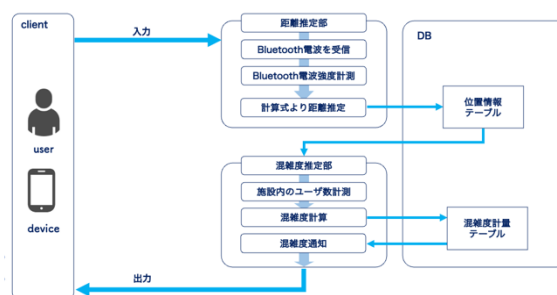 client
user
device
入力
出力
距離推定部
Bluetooth電波を受信
Bluetooth電波強度計測
計算式より距離推定
混雑度推定部
施設内のユーザ数計測
混雑度計算
混雑度通知
DB
位置情報
テーブル
混雑度計量
テーブル